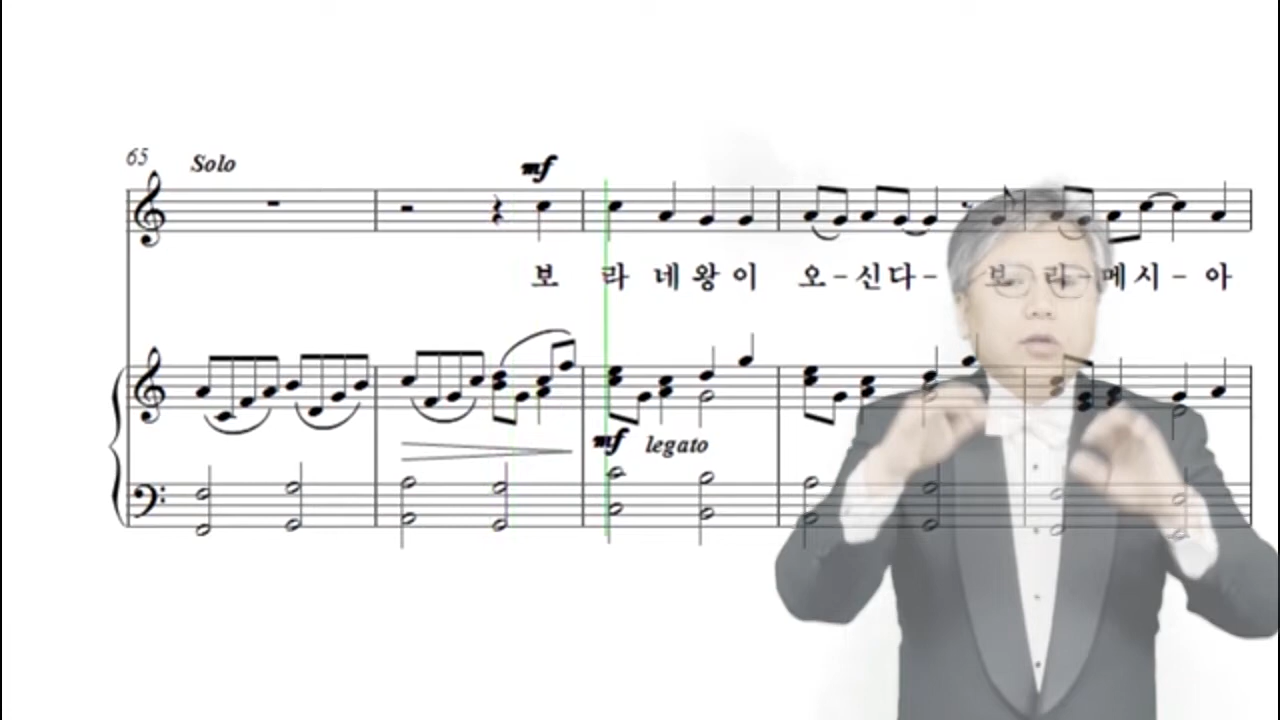 65
Solo
mf
보 라 네 왕 이 오-신다- 보 라-메시-아
mf legato